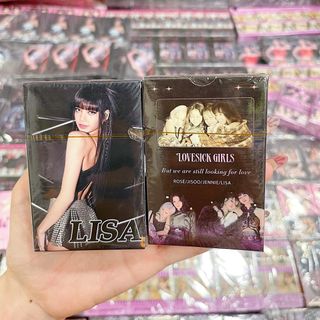 LISA
LOVESICK GIRLS
But we are still looking for love
ROSÉ/JISOO/JENNIE/LISA